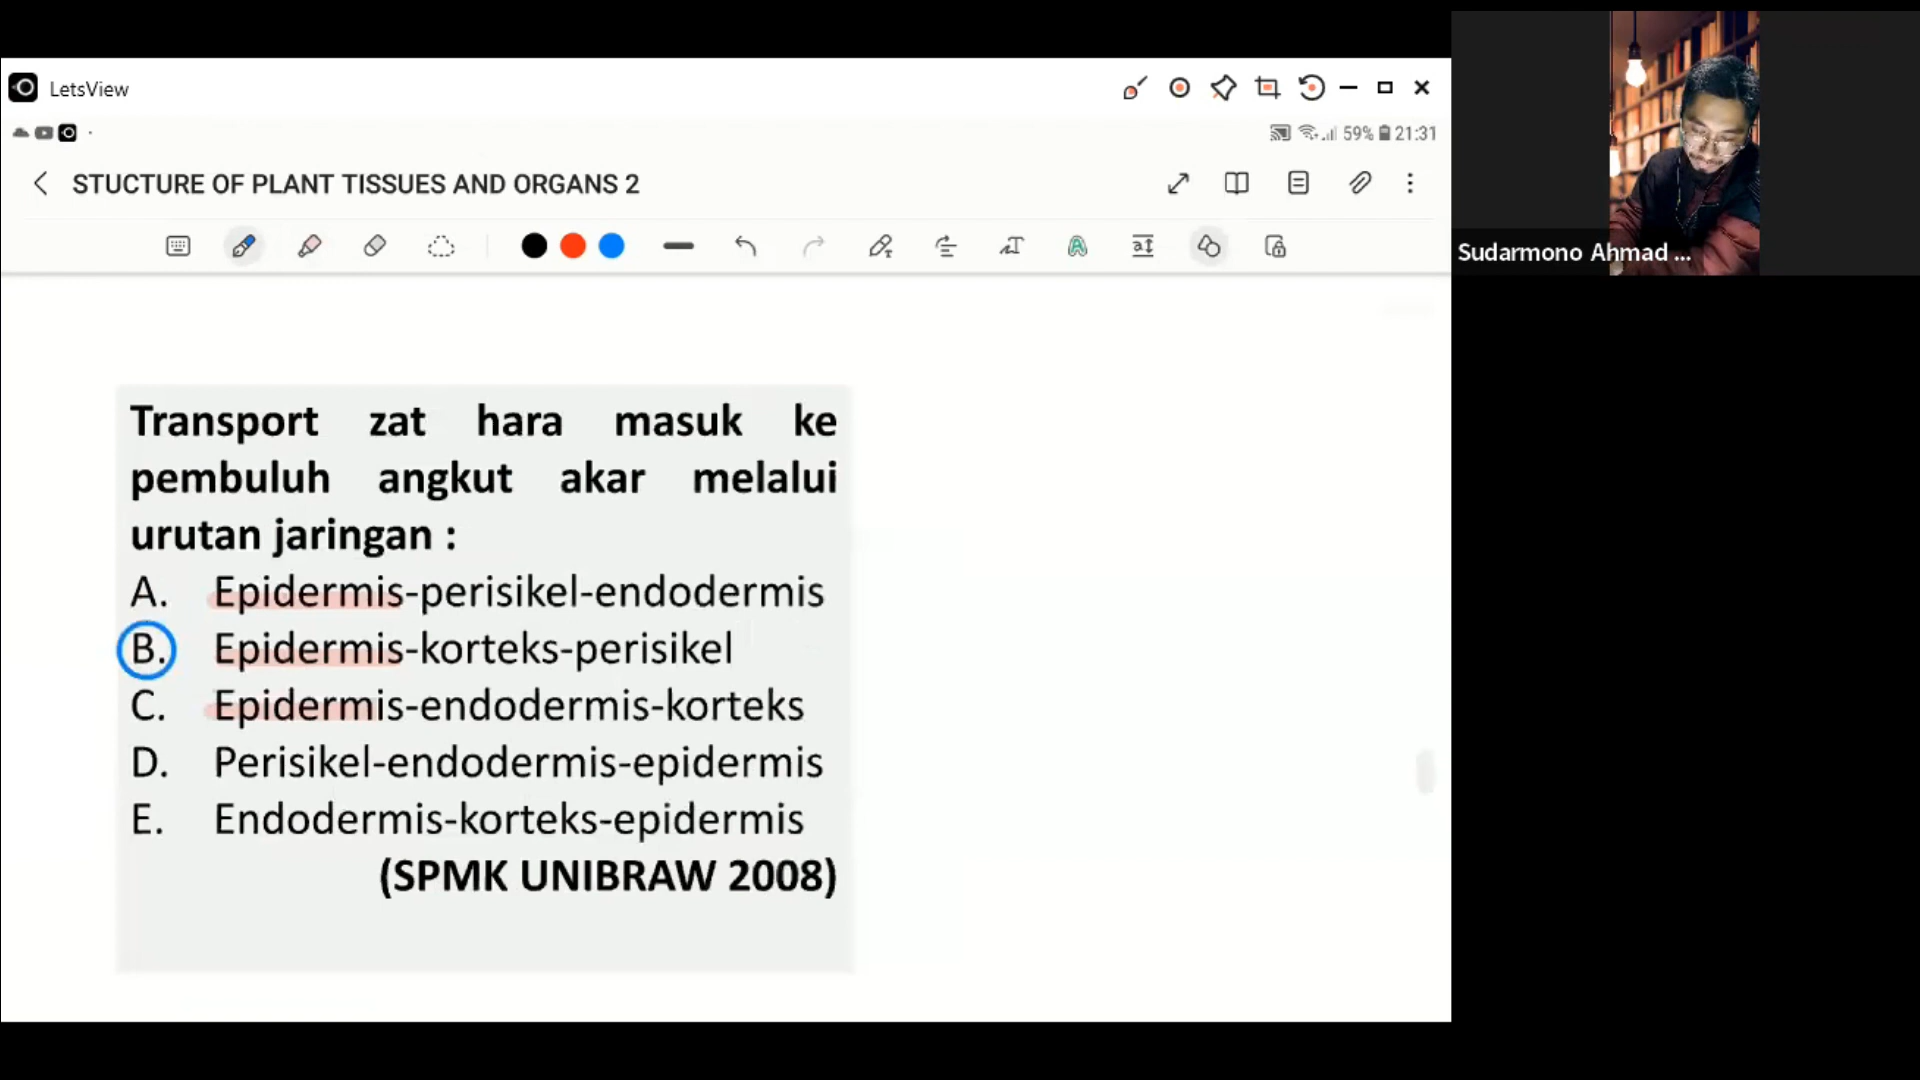 LetsView
59% 21:31
STUCTURE OF PLANT TISSUES AND ORGANS 2
Sudarmono Ahmad ...
Transport zat hara masuk ke
pembuluh angkut akar melalui
urutan jaringan :
A. Epidermis-perisikel-endodermis
B. Epidermis-korteks-perisikel
C. Epidermis-endodermis-korteks
D. Perisikel-endodermis-epidermis
E. Endodermis-korteks-epidermis
(SPMK UNIBRAW 2008)